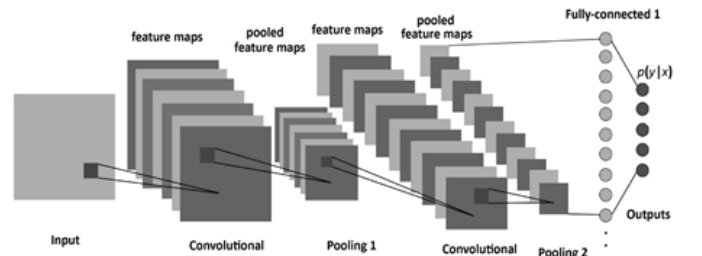 Fully-connected 1
feature maps
pooled
feature maps
feature maps
pooled
feature maps
p(y|x)
Outputs
Input
Convolutional
Pooling 1
Convolutional
Pooling 2